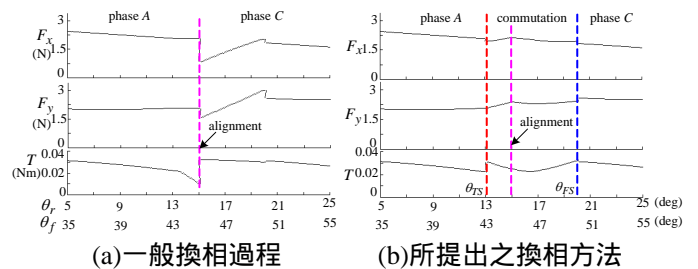 phase A phase C
F_x (N) 3 1.5 0
F_y (N) 3 1.5 0
alignment
T (Nm) 0.04 0.02 0
θ_r 5 9 13 17 21 25 (deg)
θ_f 35 39 43 47 51 55 (deg)
(a)一般換相過程
phase A commutation phase C
F_x 3 1.5 0
F_y 3 1.5 0
alignment
T 0.04 0.02 0
θ_TS θ_FS
5 9 13 17 21 25 (deg)
35 39 43 47 51 55 (deg)
(b)所提出之換相方法